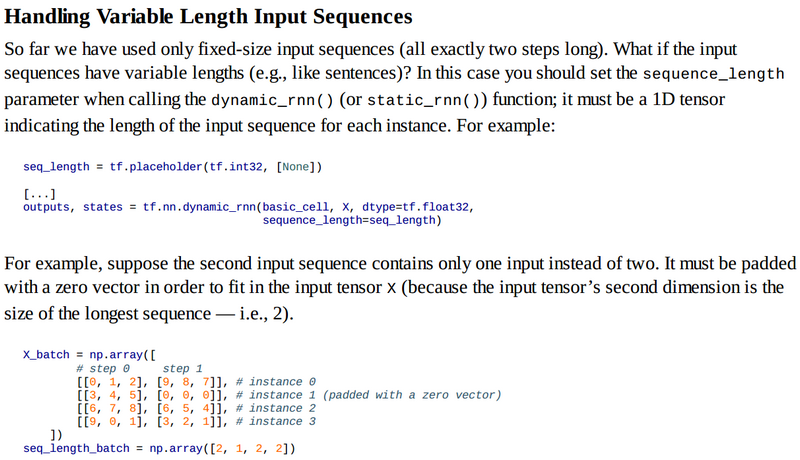 Handling Variable Length Input Sequences
So far we have used only fixed-size input sequences (all exactly two steps long). What if the input
sequences have variable lengths (e.g., like sentences)? In this case you should set the sequence_length
parameter when calling the dynamic_rnn() (or static_rnn()) function; it must be a 1D tensor
indicating the length of the input sequence for each instance. For example:
seq_length = tf.placeholder(tf.int32, [None])
[...]
outputs, states = tf.nn.dynamic_rnn(basic_cell, X, dtype=tf.float32,
sequence_length=seq_length)
For example, suppose the second input sequence contains only one input instead of two. It must be padded
with a zero vector in order to fit in the input tensor X (because the input tensor’s second dimension is the
size of the longest sequence — i.e., 2).
X_batch = np.array([
# step 0     step 1
[[0, 1, 2], [9, 8, 7]], # instance 0
[[3, 4, 5], [0, 0, 0]], # instance 1 (padded with a zero vector)
[[6, 7, 8], [6, 5, 4]], # instance 2
[[9, 0, 1], [3, 2, 1]], # instance 3
])
seq_length_batch = np.array([2, 1, 2, 2])